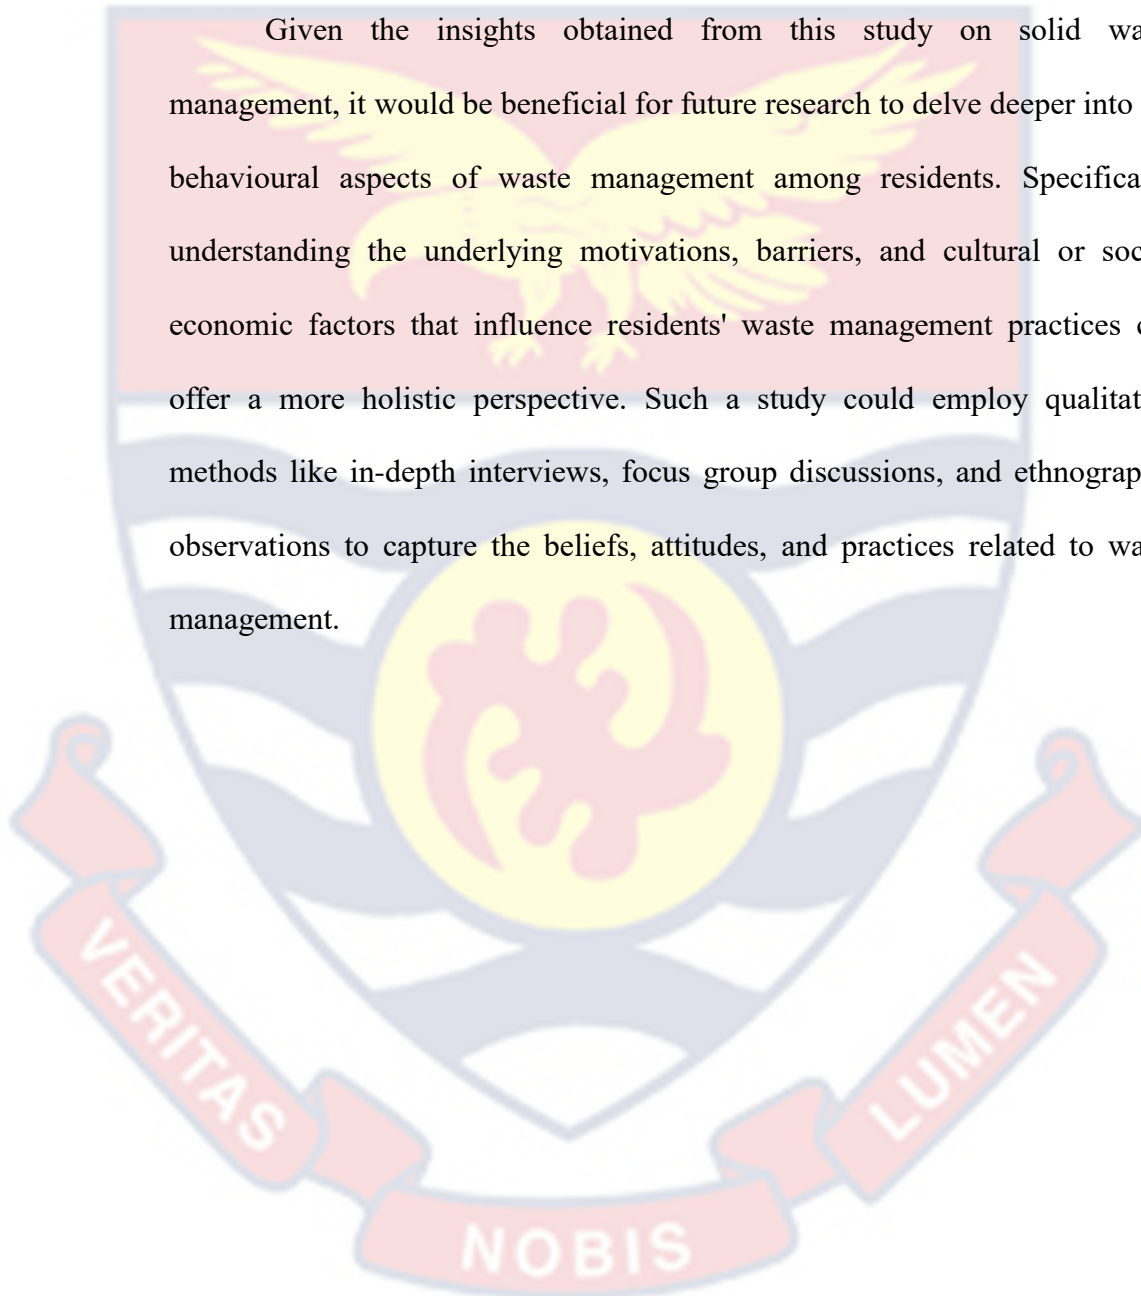 Given the insights obtained from this study on solid wa
management, it would be beneficial for future research to delve deeper into
behavioural aspects of waste management among residents. Specifica
understanding the underlying motivations, barriers, and cultural or soc
economic factors that influence residents' waste management practices
offer a more holistic perspective. Such a study could employ qualitat
methods like in-depth interviews, focus group discussions, and ethnograp
observations to capture the beliefs, attitudes, and practices related to wa
management.
VERITAS
NOBIS
LUMEN